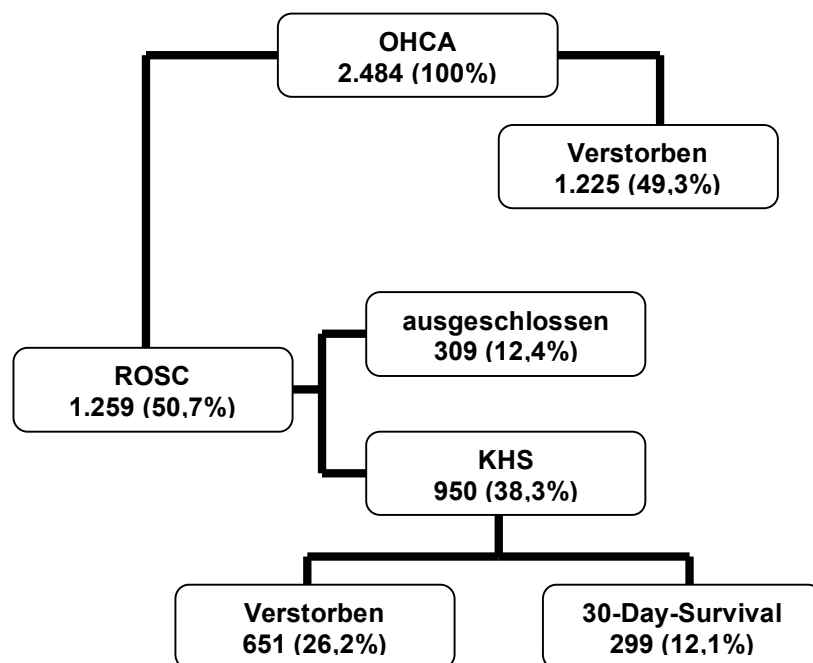 OHCA
2.484 (100%)
Verstorben
1.225 (49,3%)
ausgeschlossen
309 (12,4%)
ROSC
1.259 (50,7%)
KHS
950 (38,3%)
Verstorben
651 (26,2%)
30-Day-Survival
299 (12,1%)